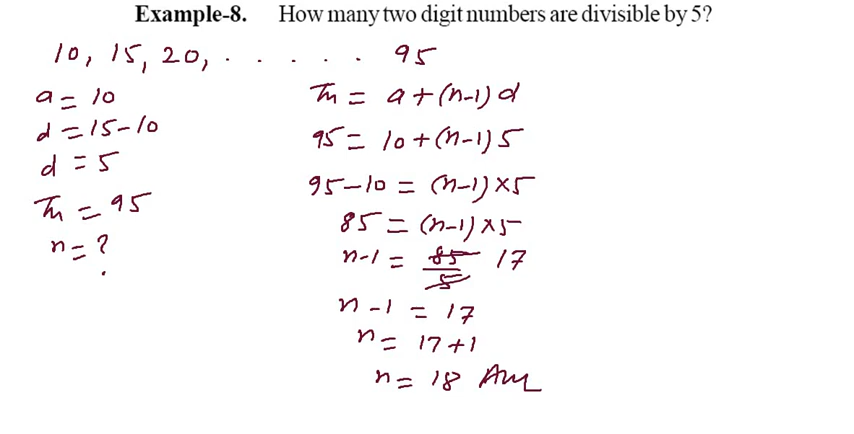 Example-8. How many two digit numbers are divisible by 5?
10, 15, 20, . . . . . . 95
a = 10
d = 15-10
d = 5
Tn = 95
n = ?
Tn = a+(n-1) d
95 = 10+(n-1) 5
95-10 = (n-1)×5
85 = (n-1)×5
n-1 = 85/5 17
n-1 = 17
n = 17+1
n = 18 Ans